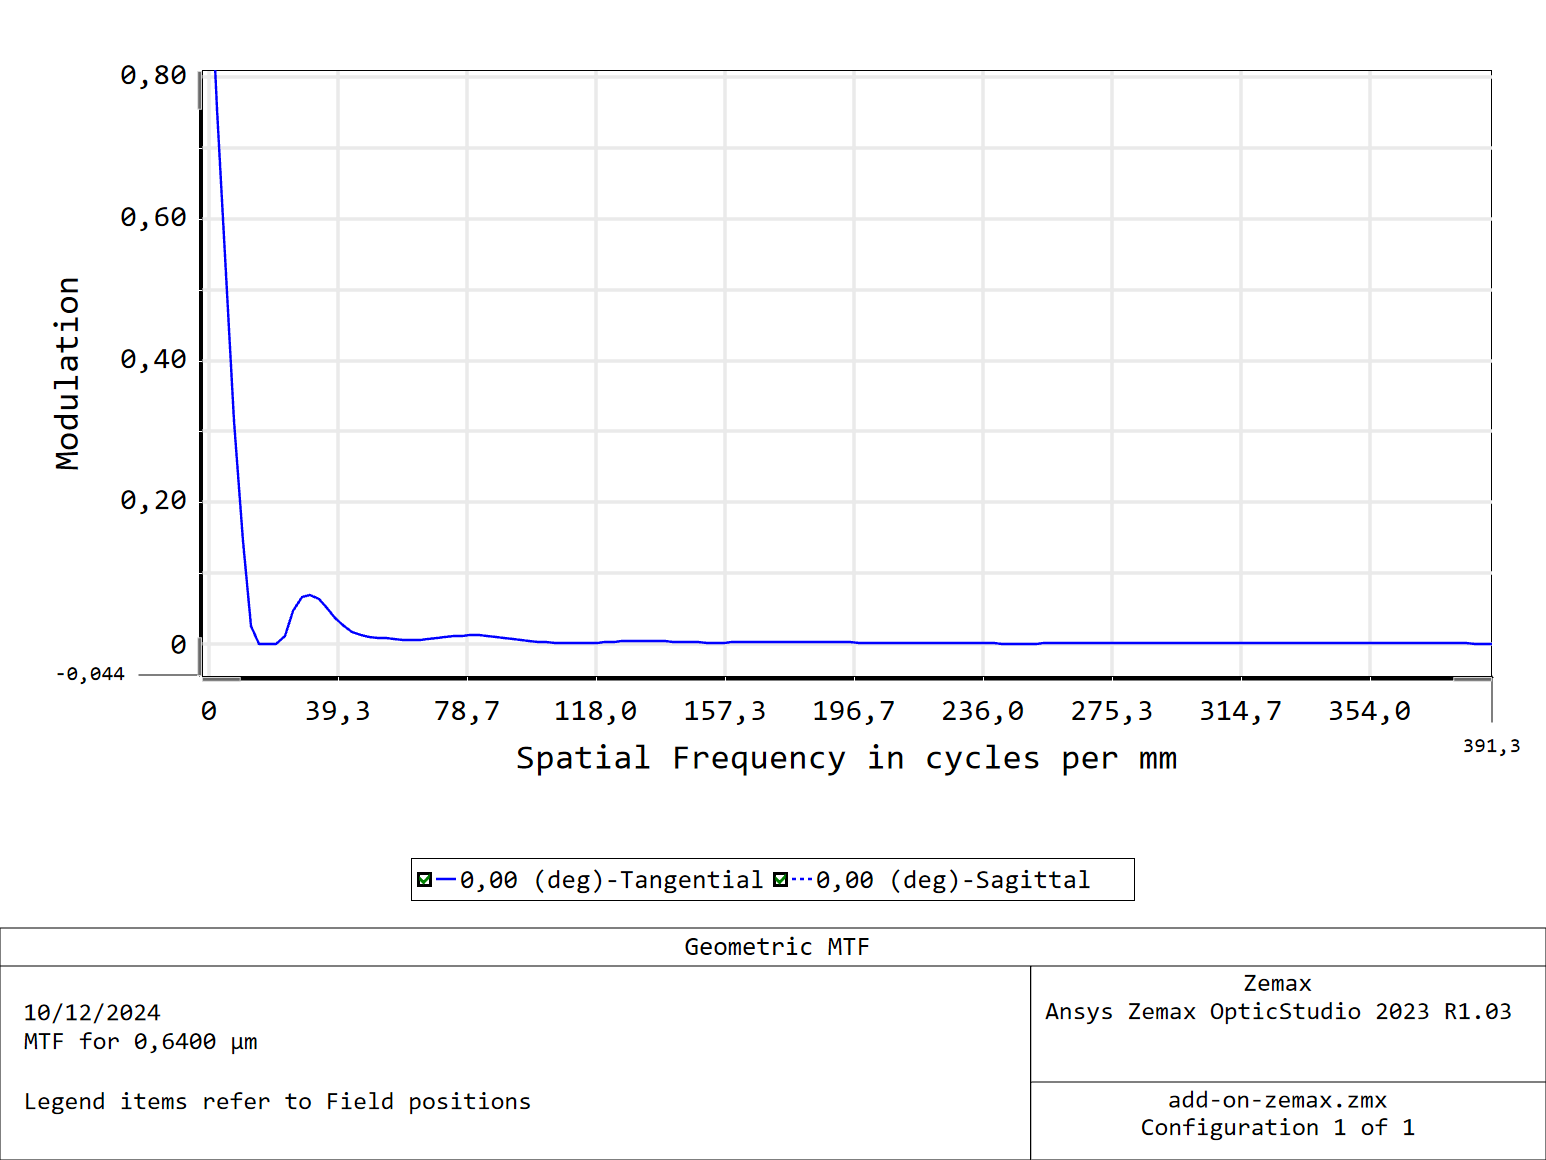 0,80
0,60
0,40
0,20
0
-0,044
Modulation
0 39,3 78,7 118,0 157,3 196,7 236,0 275,3 314,7 354,0
391,3
Spatial Frequency in cycles per mm
0,00 (deg)-Tangential 0,00 (deg)-Sagittal
Geometric MTF
10/12/2024
MTF for 0,6400 µm
Legend items refer to Field positions
Zemax
Ansys Zemax OpticStudio 2023 R1.03
add-on-zemax.zmx
Configuration 1 of 1